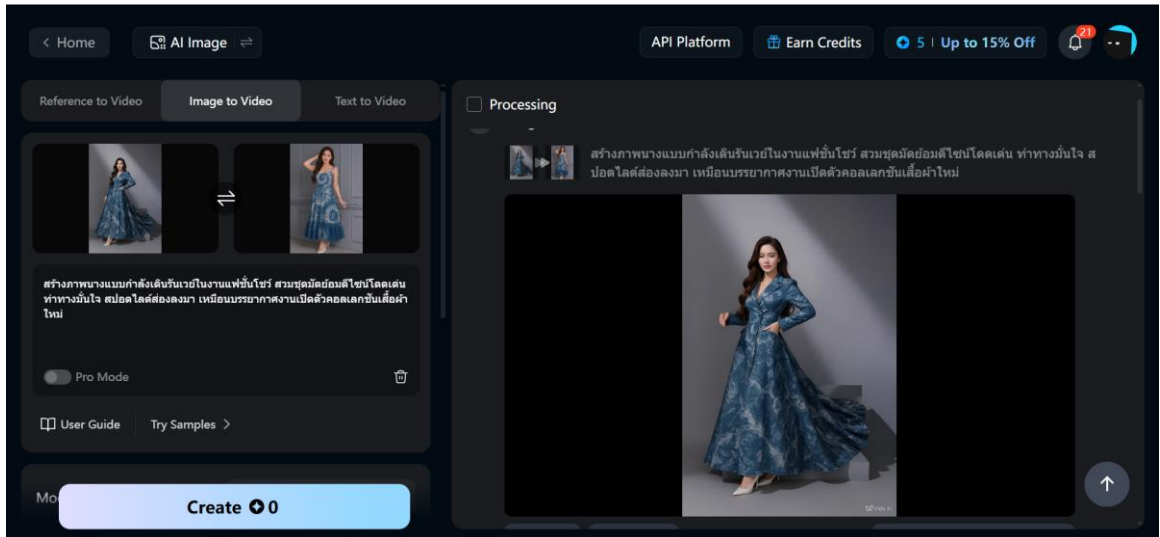 < Home
AI Image
API Platform
Earn Credits
5 | Up to 15% Off
21
Reference to Video
Image to Video
Text to Video
สร้างภาพนางแบบกำลังเดินรันเวย์ในงานแฟชั่นโชว์ สวมชุดมัดย้อมดีไซน์โดดเด่น
ท่าทางมั่นใจ สปอตไลต์ส่องลงมา เหมือนบรรยากาศงานเปิดตัวคอลเลกชันเสื้อผ้า
ใหม่
Pro Mode
User Guide
Try Samples >
Create 0
Processing
สร้างภาพนางแบบกำลังเดินรันเวย์ในงานแฟชั่นโชว์ สวมชุดมัดย้อมดีไซน์โดดเด่น ท่าทางมั่นใจ ส
ปอตไลต์ส่องลงมา เหมือนบรรยากาศงานเปิดตัวคอลเลกชันเสื้อผ้าใหม่